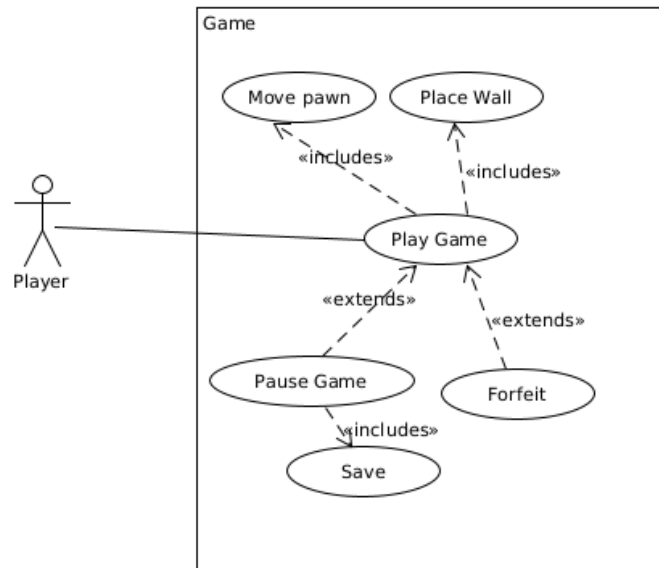 Game
Move pawn
Place Wall
«includes»
«includes»
Play Game
Player
«extends»
«extends»
Pause Game
Forfeit
«includes»
Save